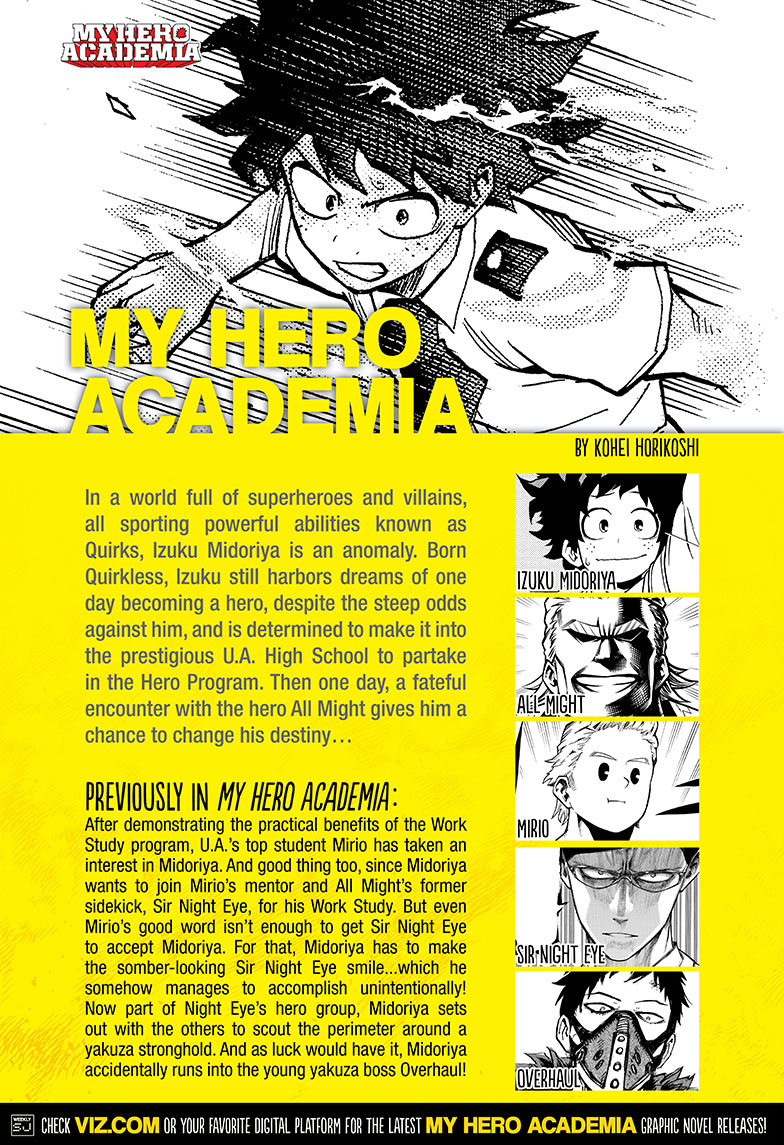 MY HERO
ACADEMIA
MY HERO
ACADEMIA
BY KOHEI HORIKOSHI
In a world full of superheroes and villains,
all sporting powerful abilities known as
Quirks, Izuku Midoriya is an anomaly. Born
Quirkless, Izuku still harbors dreams of one
day becoming a hero, despite the steep odds
against him, and is determined to make it into
the prestigious U.A. High School to partake
in the Hero Program. Then one day, a fateful
encounter with the hero All Might gives him a
chance to change his destiny...
PREVIOUSLY IN MY HERO ACADEMIA:
After demonstrating the practical benefits of the Work
Study program, U.A.'s top student Mirio has taken an
interest in Midoriya. And good thing too, since Midoriya
wants to join Mirio's mentor and All Might's former
sidekick, Sir Night Eye, for his Work Study. But even
Mirio's good word isn't enough to get Sir Night Eye
to accept Midoriya. For that, Midoriya has to make
the somber-looking Sir Night Eye smile...which he
somehow manages to accomplish unintentionally!
Now part of Night Eye's hero group, Midoriya sets
out with the others to scout the perimeter around a
yakuza stronghold. And as luck would have it, Midoriya
accidentally runs into the young yakuza boss Overhaul!
IZUKU MIDORIYA
ALL MIGHT
MIRIO
SIR NIGHT EYE
OVERHAUL
WEEKLY
SJ
CHECK VIZ.COM OR YOUR FAVORITE DIGITAL PLATFORM FOR THE LATEST MY HERO ACADEMIA GRAPHIC NOVEL RELEASES!